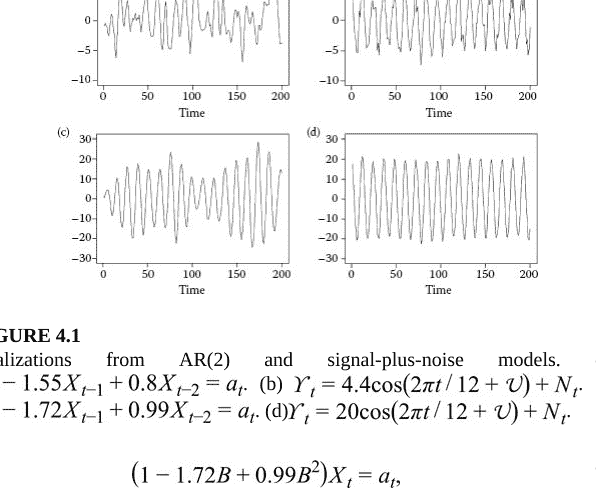 0
−5
−10
0 50 100 150 200
Time
0
−5
−10
0 50 100 150 200
Time
(c)
30
20
10
0
−10
−20
−30
0 50 100 150 200
Time
(d)
30
20
10
0
−10
−20
−30
0 50 100 150 200
Time
GURE 4.1
alizations from AR(2) and signal-plus-noise models.
− 1.55X_{t−1} + 0.8X_{t−2} = a_t. (b) Y_t = 4.4cos(2πt / 12 + U) + N_t.
− 1.72X_{t−1} + 0.99X_{t−2} = a_t. (d)Y_t = 20cos(2πt / 12 + U) + N_t.
(1 − 1.72B + 0.99B²)X_t = a_t,